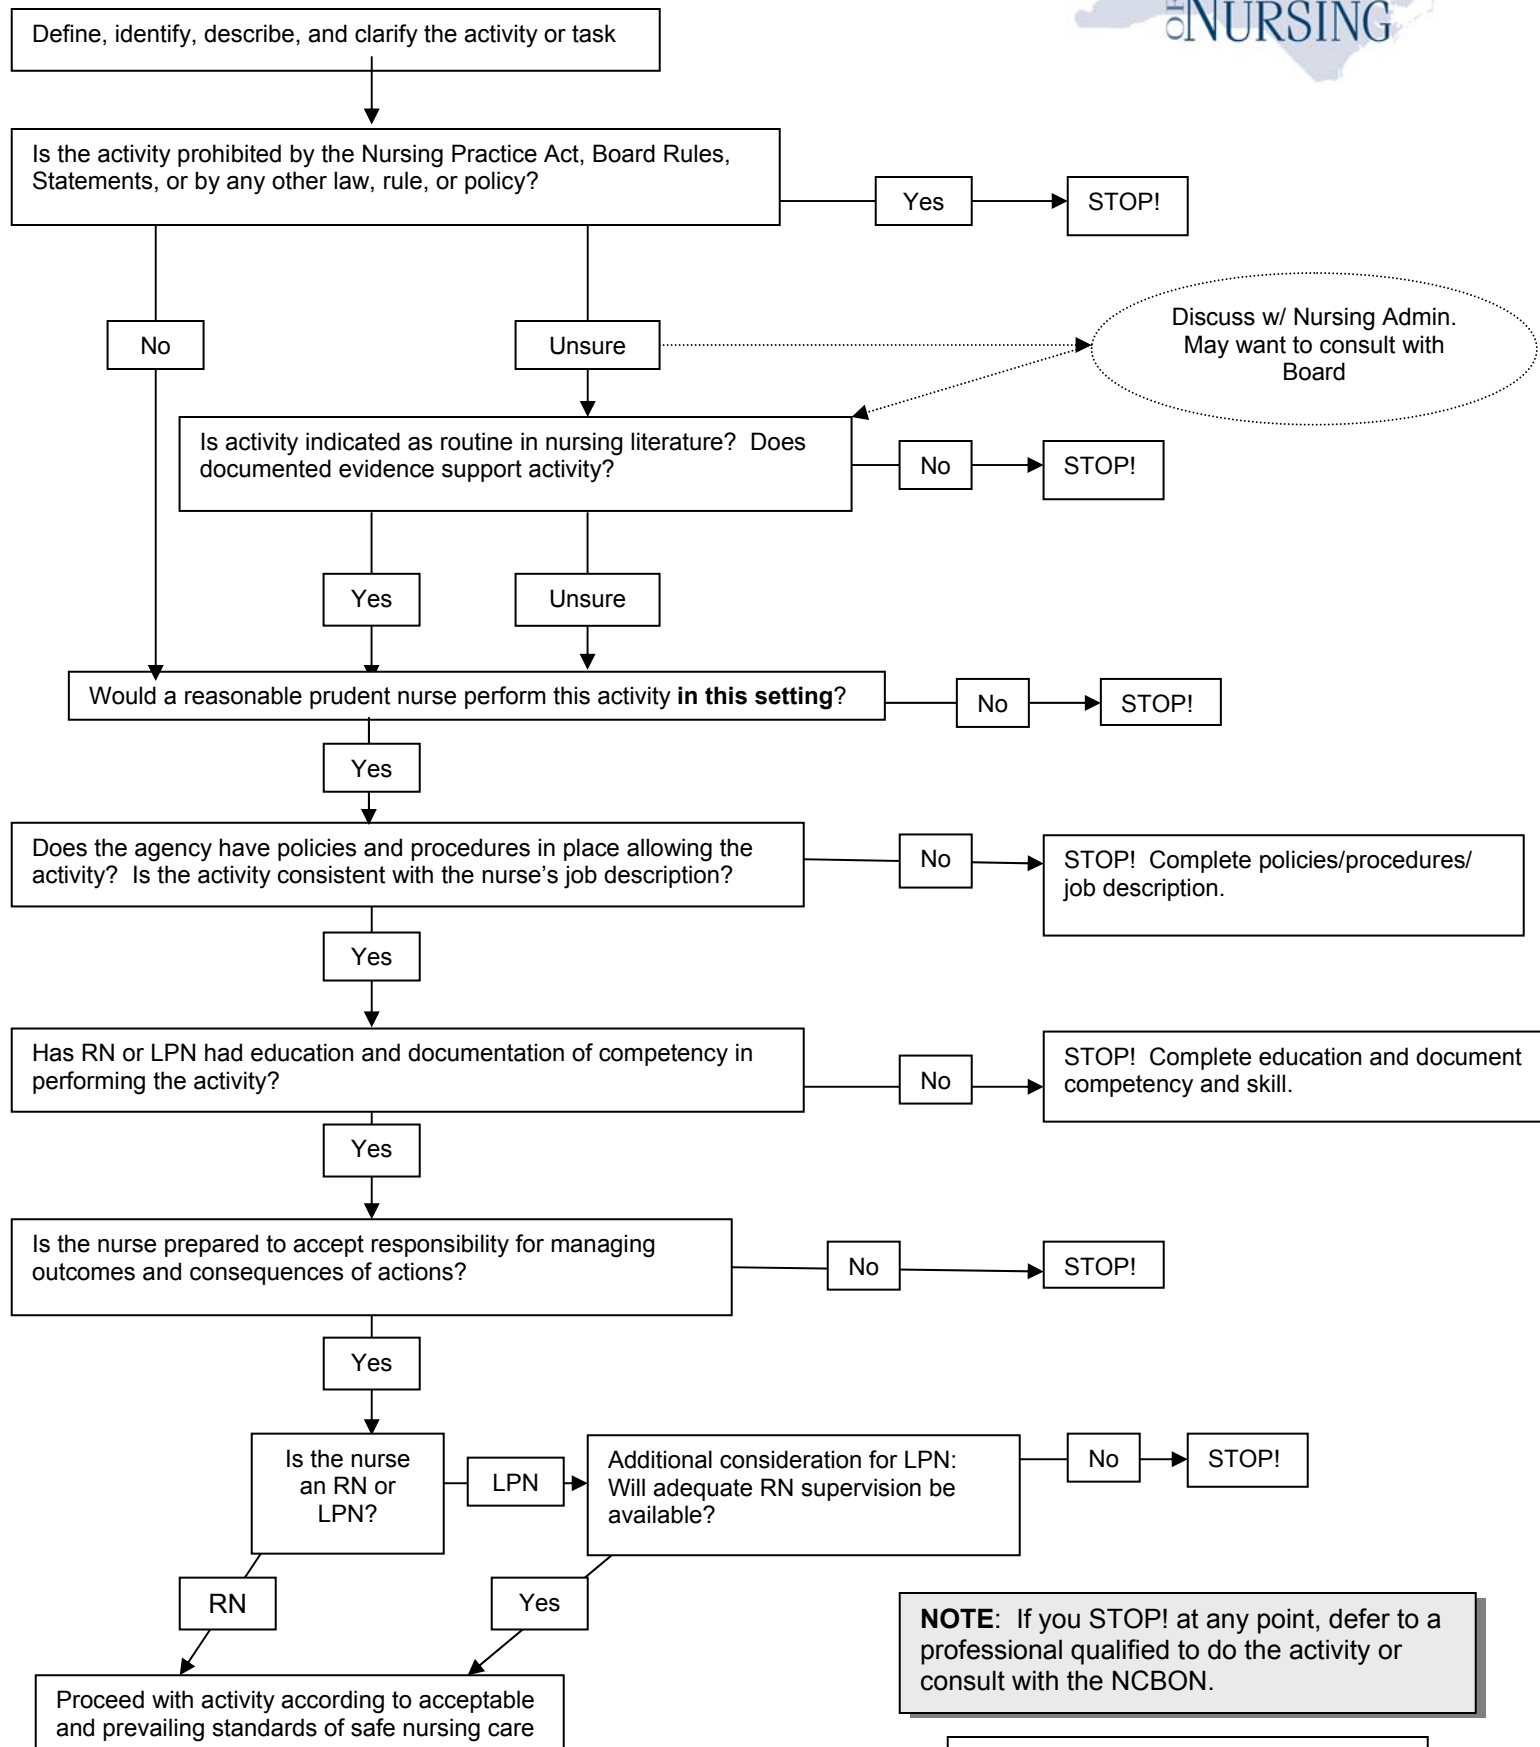 OF
NURSING
Define, identify, describe, and clarify the activity or task
Is the activity prohibited by the Nursing Practice Act, Board Rules,
Statements, or by any other law, rule, or policy?
Yes
STOP!
No
Unsure
Discuss w/ Nursing Admin.
May want to consult with
Board
Is activity indicated as routine in nursing literature?  Does
documented evidence support activity?
No
STOP!
Yes
Unsure
Would a reasonable prudent nurse perform this activity in this setting?
No
STOP!
Yes
Does the agency have policies and procedures in place allowing the
activity?  Is the activity consistent with the nurse's job description?
No
STOP!  Complete policies/procedures/
job description.
Yes
Has RN or LPN had education and documentation of competency in
performing the activity?
No
STOP!  Complete education and document
competency and skill.
Yes
Is the nurse prepared to accept responsibility for managing
outcomes and consequences of actions?
No
STOP!
Yes
Is the nurse
an RN or
LPN?
LPN
Additional consideration for LPN:
Will adequate RN supervision be
available?
No
STOP!
RN
Yes
NOTE:  If you STOP! at any point, defer to a
professional qualified to do the activity or
consult with the NCBON.
Proceed with activity according to acceptable
and prevailing standards of safe nursing care